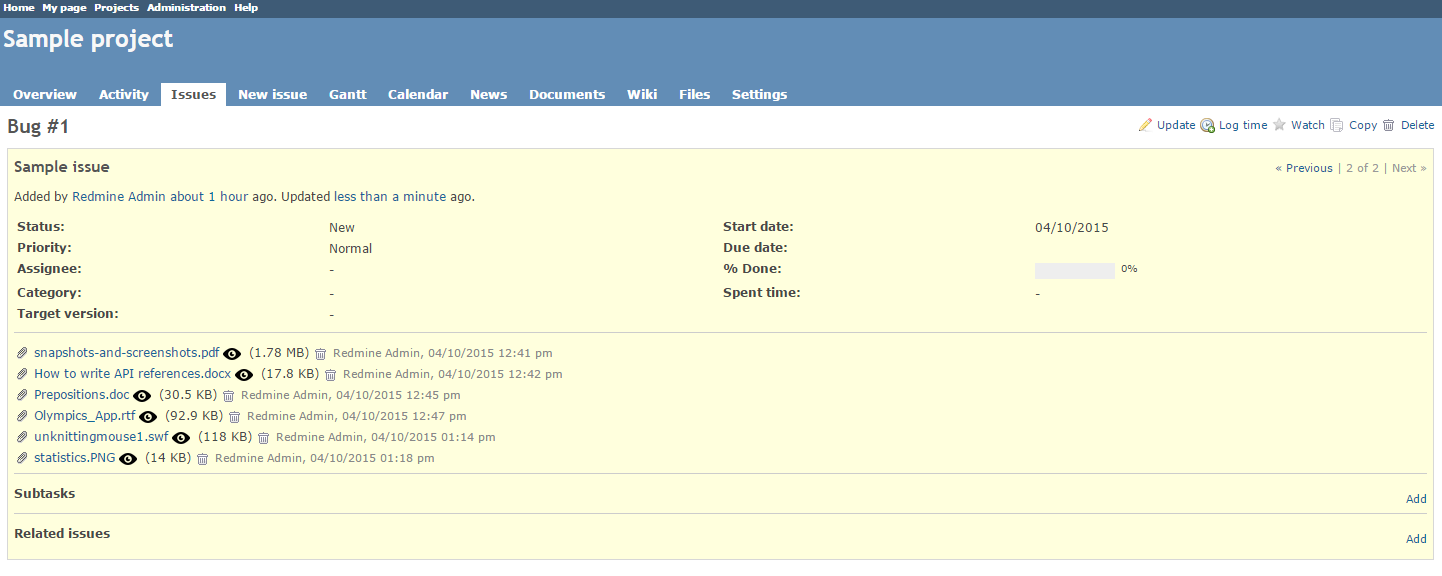 Home My page Projects Administration Help
Sample project
Overview Activity Issues New issue Gantt Calendar News Documents Wiki Files Settings
Bug #1 Update Log time Watch Copy Delete
Sample issue « Previous | 2 of 2 | Next »
Added by Redmine Admin about 1 hour ago. Updated less than a minute ago.
Status: New Start date: 04/10/2015
Priority: Normal Due date:
Assignee: - % Done: 0%
Category: - Spent time: -
Target version: -
snapshots-and-screenshots.pdf (1.78 MB) Redmine Admin, 04/10/2015 12:41 pm
How to write API references.docx (17.8 KB) Redmine Admin, 04/10/2015 12:42 pm
Prepositions.doc (30.5 KB) Redmine Admin, 04/10/2015 12:45 pm
Olympics_App.rtf (92.9 KB) Redmine Admin, 04/10/2015 12:47 pm
unknittingmouse1.swf (118 KB) Redmine Admin, 04/10/2015 01:14 pm
statistics.PNG (14 KB) Redmine Admin, 04/10/2015 01:18 pm
Subtasks Add
Related issues Add